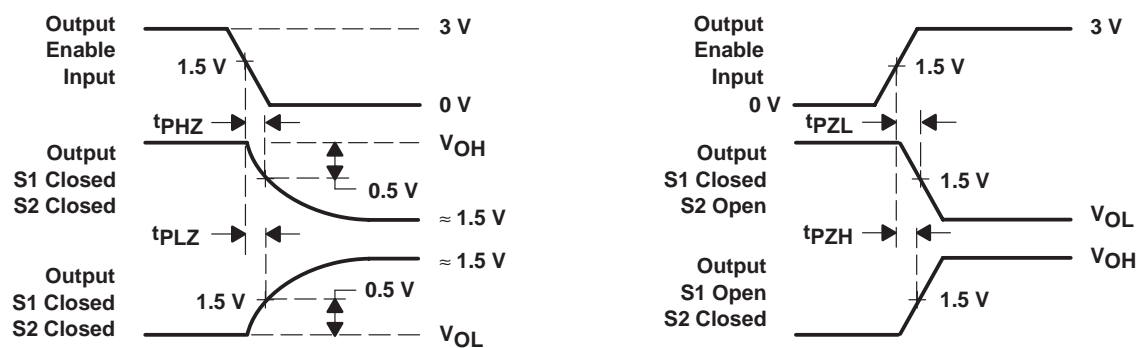 Output
Enable
Input
3 V
1.5 V
0 V
tPHZ
Output
S1 Closed
S2 Closed
VOH
0.5 V
≈ 1.5 V
tPLZ
Output
S1 Closed
S2 Closed
≈ 1.5 V
1.5 V
0.5 V
VOL
Output
Enable
Input
3 V
1.5 V
0 V
tPZL
Output
S1 Closed
S2 Open
1.5 V
VOL
tPZH
Output
S1 Open
S2 Closed
VOH
1.5 V